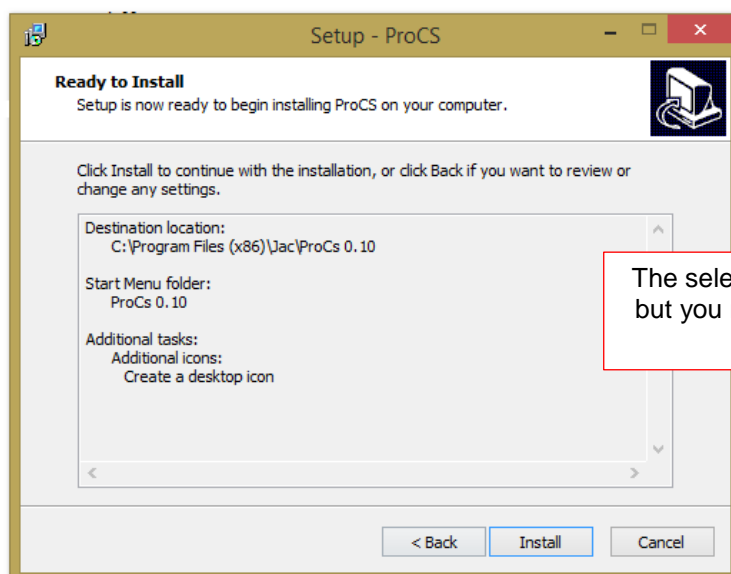 Setup - ProCS
Ready to Install
Setup is now ready to begin installing ProCS on your computer.
Click Install to continue with the installation, or click Back if you want to review or
change any settings.
Destination location:
C:\Program Files (x86)\Jac\ProCs 0.10
Start Menu folder:
ProCs 0.10
Additional tasks:
Additional icons:
Create a desktop icon
The sele
but you
< Back
Install
Cancel